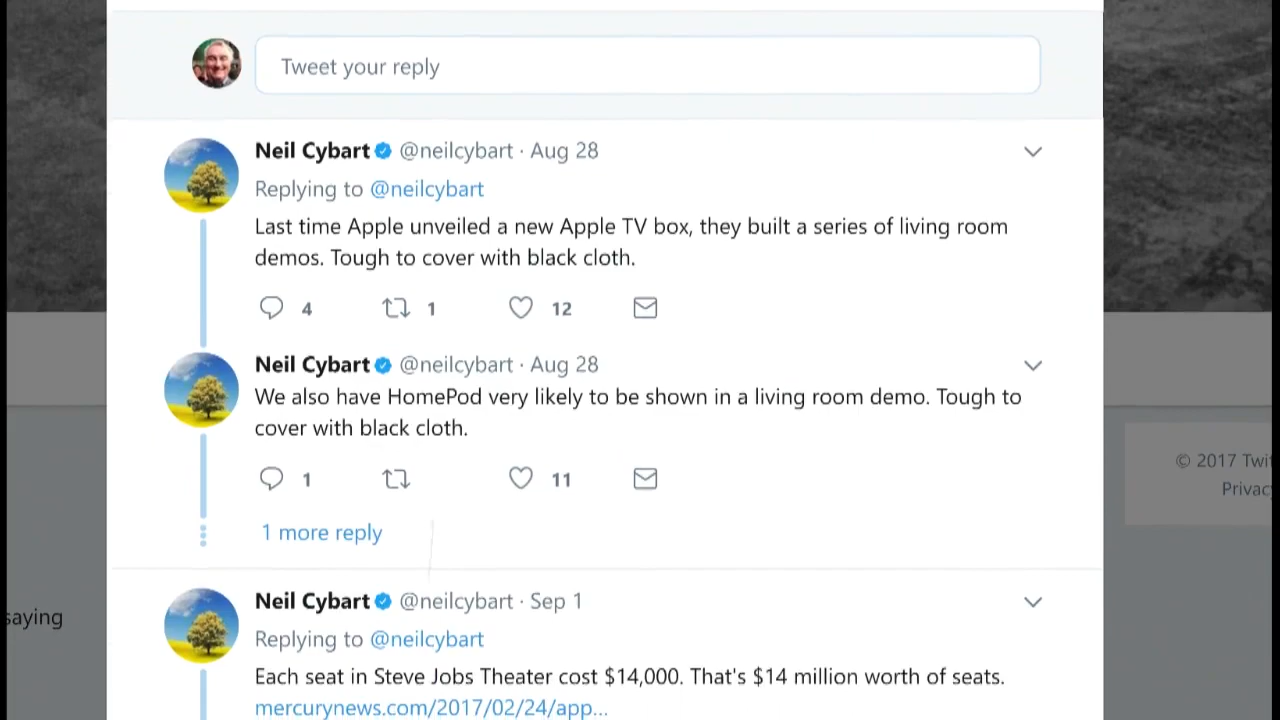 Tweet your reply
Neil Cybart @neilcybart · Aug 28
Replying to @neilcybart
Last time Apple unveiled a new Apple TV box, they built a series of living room
demos. Tough to cover with black cloth.
4 1 12
Neil Cybart @neilcybart · Aug 28
We also have HomePod very likely to be shown in a living room demo. Tough to
cover with black cloth.
1 11
© 2017 Twit
Privac
1 more reply
Neil Cybart @neilcybart · Sep 1
saying
Replying to @neilcybart
Each seat in Steve Jobs Theater cost $14,000. That's $14 million worth of seats.
mercurynews.com/2017/02/24/app...